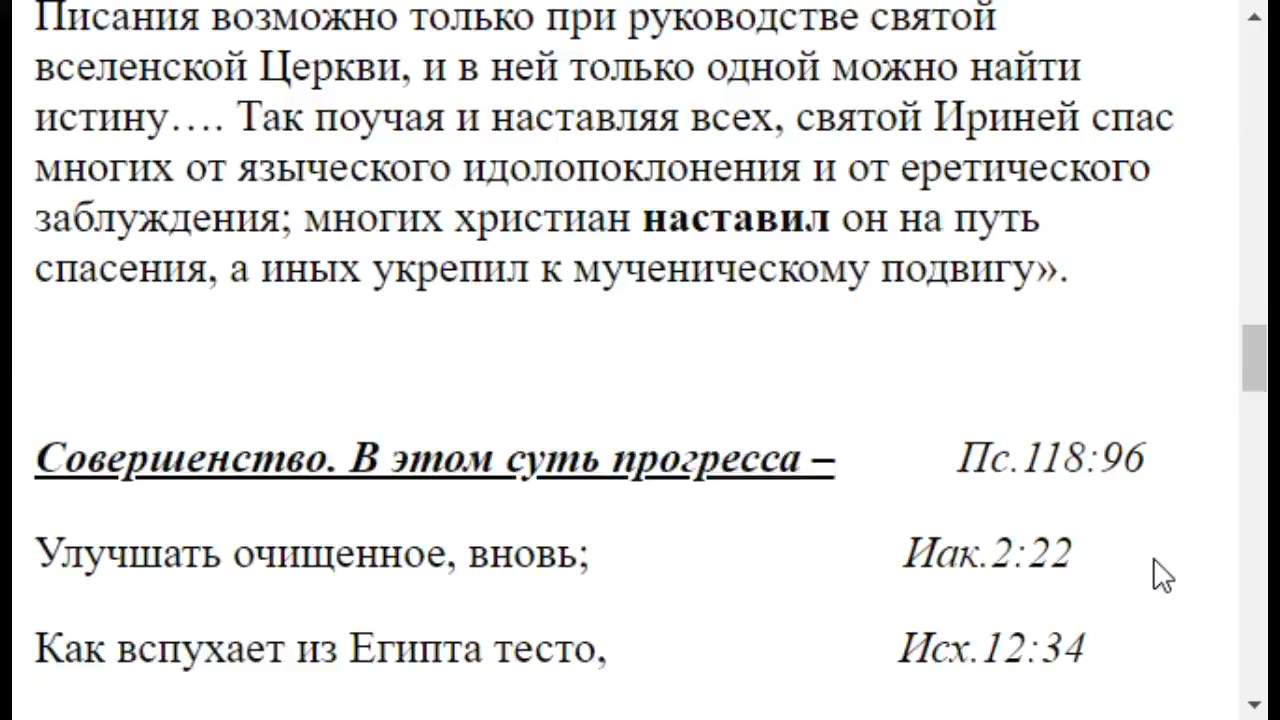 Писания возможно только при руководстве святой
вселенской Церкви, и в ней только одной можно найти
истину…. Так поучая и наставляя всех, святой Ириней спас
многих от языческого идолопоклонения и от еретического
заблуждения; многих христиан наставил он на путь
спасения, а иных укрепил к мученическому подвигу».
Совершенство. В этом суть прогресса – Пс.118:96
Улучшать очищенное, вновь; Иак.2:22
Как вспухает из Египта тесто, Исх.12:34